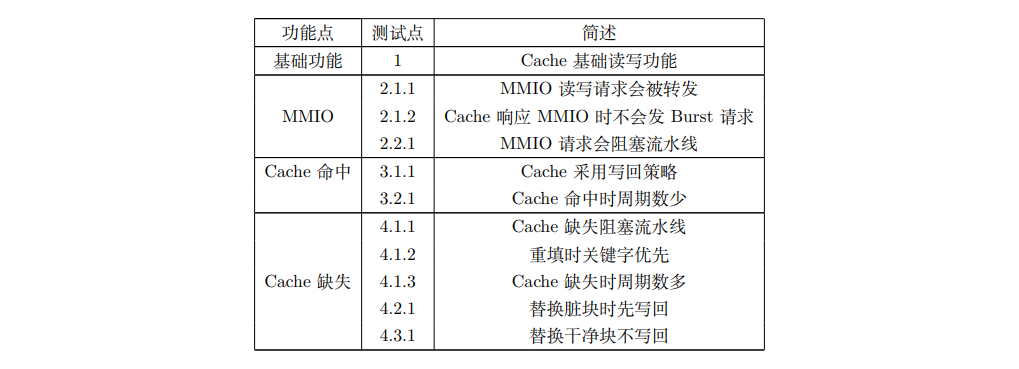 功能点 测试点 简述
基础功能 1 Cache 基础读写功能
2.1.1 MMIO 读写请求会被转发
MMIO 2.1.2 Cache 响应 MMIO 时不会发 Burst 请求
2.2.1 MMIO 请求会阻塞流水线
Cache 命中 3.1.1 Cache 采用写回策略
3.2.1 Cache 命中时周期数少
4.1.1 Cache 缺失阻塞流水线
4.1.2 重填时关键字优先
Cache 缺失 4.1.3 Cache 缺失时周期数多
4.2.1 替换脏块时先写回
4.3.1 替换干净块不写回